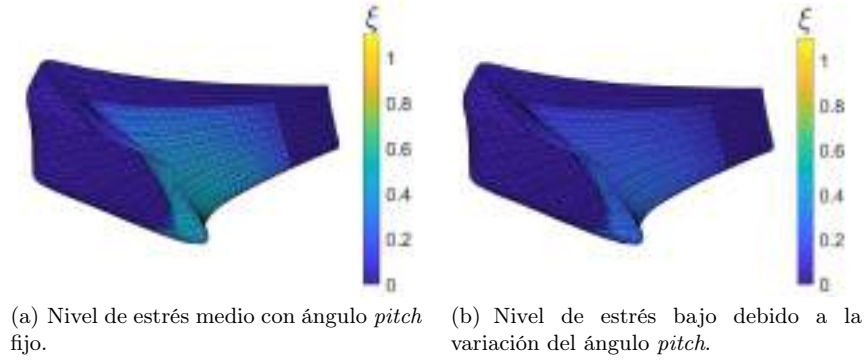 ξ
1
0.8
0.6
0.4
0.2
0
ξ
1
0.8
0.6
0.4
0.2
0
(a) Nivel de estrés medio con ángulo pitch
fijo.
(b) Nivel de estrés bajo debido a la
variación del ángulo pitch.